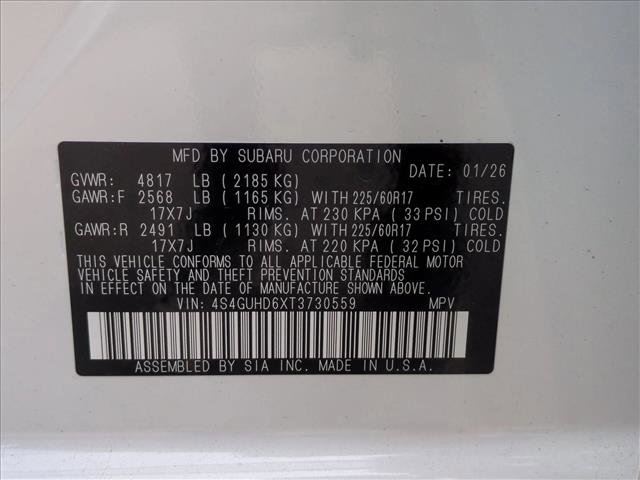 MFD BY SUBARU CORPORATION DATE: 01/26
GVWR: 4817 LB ( 2185 KG)
GAWR:F 2568 LB ( 1165 KG) WITH 225/60R17 TIRES.
17X7J RIMS. AT 230 KPA ( 33 PSI) COLD
GAWR:R 2491 LB ( 1130 KG) WITH 225/60R17 TIRES.
17X7J RIMS. AT 220 KPA ( 32 PSI) COLD
THIS VEHICLE CONFORMS TO ALL APPLICABLE FEDERAL MOTOR
VEHICLE SAFETY AND THEFT PREVENTION STANDARDS
IN EFFECT ON THE DATE OF MANUFACTURE SHOWN ABOVE.
VIN: 4S4GUHD6XT3730559 MPV
ASSEMBLED BY SIA INC. MADE IN U.S.A.